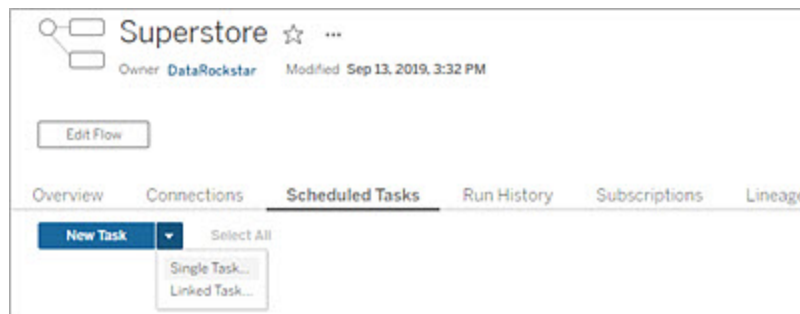 Superstore ☆ ...
Owner DataRockstar Modified Sep 13, 2019, 3:32 PM
Edit Flow
Overview Connections Scheduled Tasks Run History Subscriptions Lineage
New Task Select All
Single Task...
Linked Task...